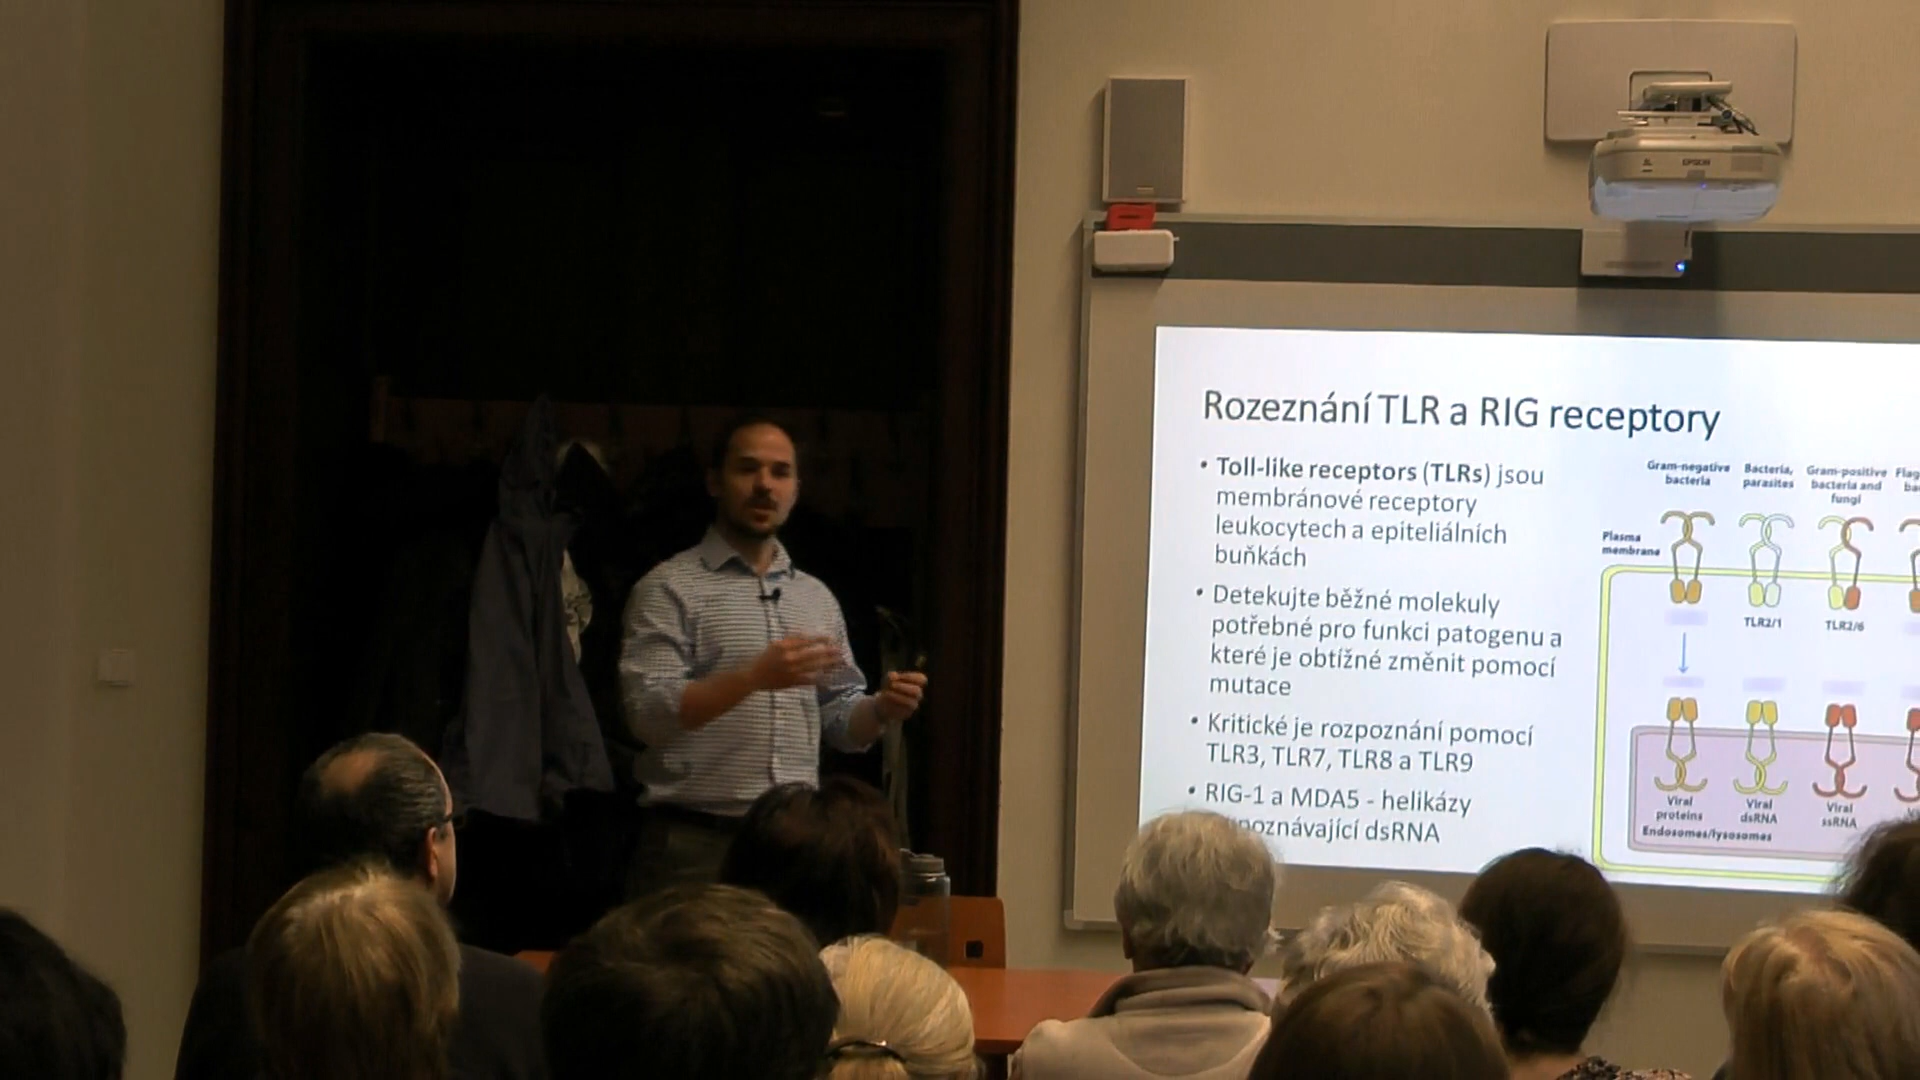 EPSON
Rozeznání TLR a RIG receptory
• Toll-like receptors (TLRs) jsou
membránové receptory
leukocytech a epiteliálních
buňkách
• Detekujte běžné molekuly
potřebné pro funkci patogenu a
které je obtížné změnit pomocí
mutace
• Kritické je rozpoznání pomocí
TLR3, TLR7, TLR8 a TLR9
• RIG-1 a MDA5 - helikázy
poznávající dsRNA
Gram-negative
bacteria
Bacteria,
parasites
Gram-positive
bacteria and
fungi
Flag
ba
Plasma
membrane
TLR2/1
TLR2/6
Viral
proteins
Viral
dsRNA
Viral
ssRNA
Endosomes/lysosomes